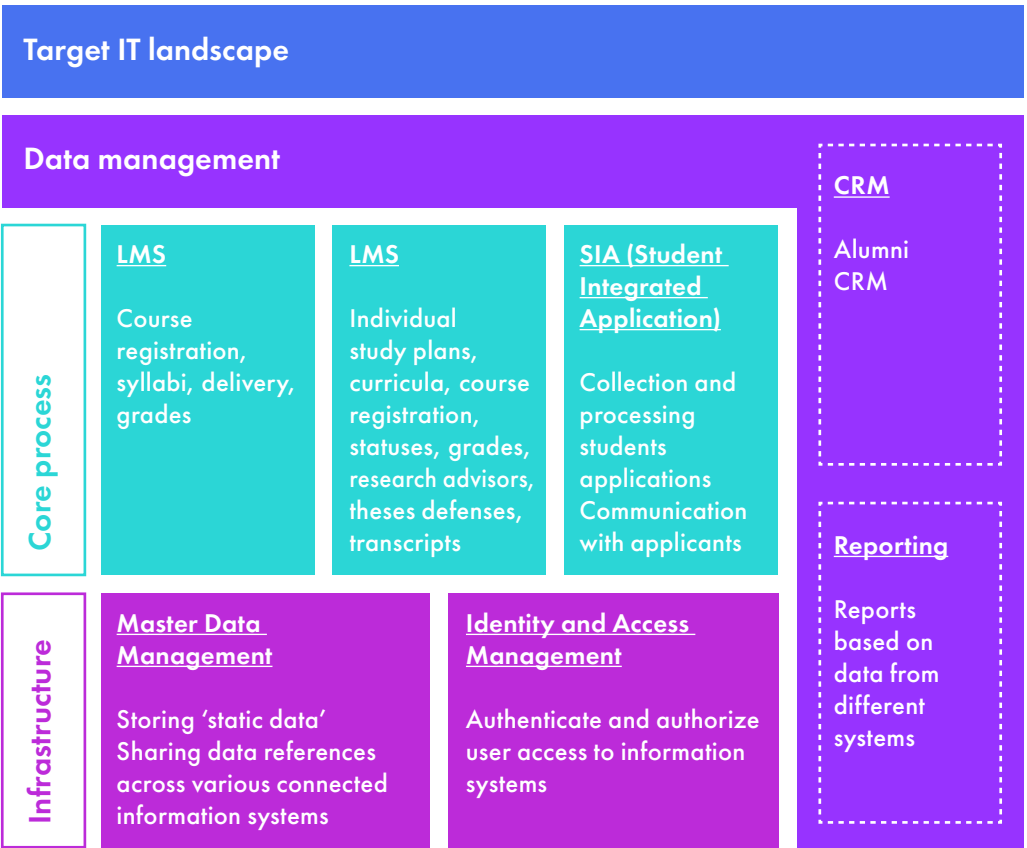 Target IT landscape
Data management
CRM
Alumni
CRM
Reporting
Reports
based on
data from
different
systems
Core process
LMS
Course
registration,
syllabi, delivery,
grades
LMS
Individual
study plans,
curricula, course
registration,
statuses, grades,
research advisors,
theses defenses,
transcripts
SIA (Student
Integrated
Application)
Collection and
processing
students
applications
Communication
with applicants
Infrastructure
Master Data
Management
Storing ‘static data’
Sharing data references
across various connected
information systems
Identity and Access
Management
Authenticate and authorize
user access to information
systems